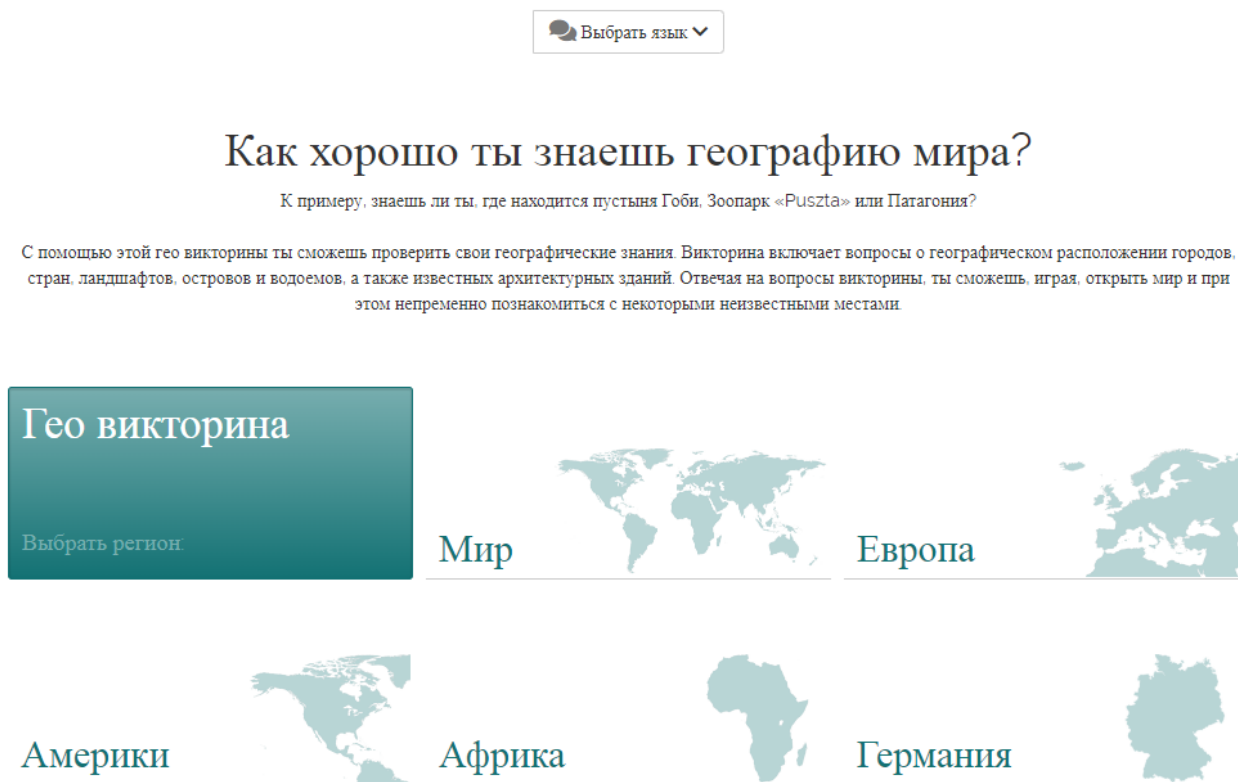 Выбрать язык
Как хорошо ты знаешь географию мира?
К примеру, знаешь ли ты, где находится пустыня Гоби, Зоопарк «Puszta» или Патагония?
С помощью этой гео викторины ты сможешь проверить свои географические знания. Викторина включает вопросы о географическом расположении городов,
стран, ландшафтов, островов и водоемов, а также известных архитектурных зданий. Отвечая на вопросы викторины, ты сможешь, играя, открыть мир и при
этом непременно познакомиться с некоторыми неизвестными местами.
Гео викторина
Выбрать регион:
Мир
Европа
Америки
Африка
Германия